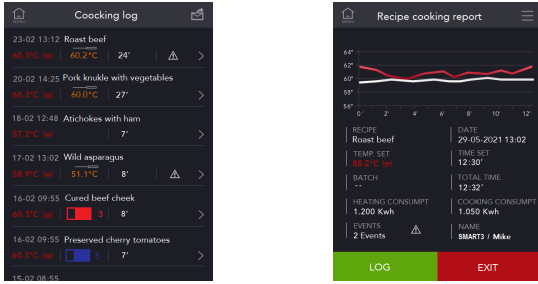 MENU
Coocking log
23-02 13:12 Roast beef
60.3°C 60.2°C 24'
20-02 14:25 Pork knukle with vegetables
60.3°C 60.0°C 27'
18-02 12:48 Atichokes with ham
57.2°C 7'
17-02 13:02 Wild asparagus
58.9°C 51.1°C 8'
16-02 09:55 Cured beef cheek
60.3°C 3 8'
16-02 09:55 Preserved cherry tomatoes
60.3°C 5 7'
15-02 08:55
MENU
Recipe cooking report
64°
62°
60°
58°
56°
0' 2' 4' 6' 8' 10' 12'
RECIPE
Roast beef
DATE
29-05-2021 13:02
TEMP. SET
65.2°C
TIME SET
12:30'
BATCH
--
TOTAL TIME
12:32'
HEATING CONSUMPT
1.200 Kwh
COOKING CONSUMPT
1.050 Kwh
EVENTS
2 Events
NAME
SMART3 / Mike
LOG
EXIT